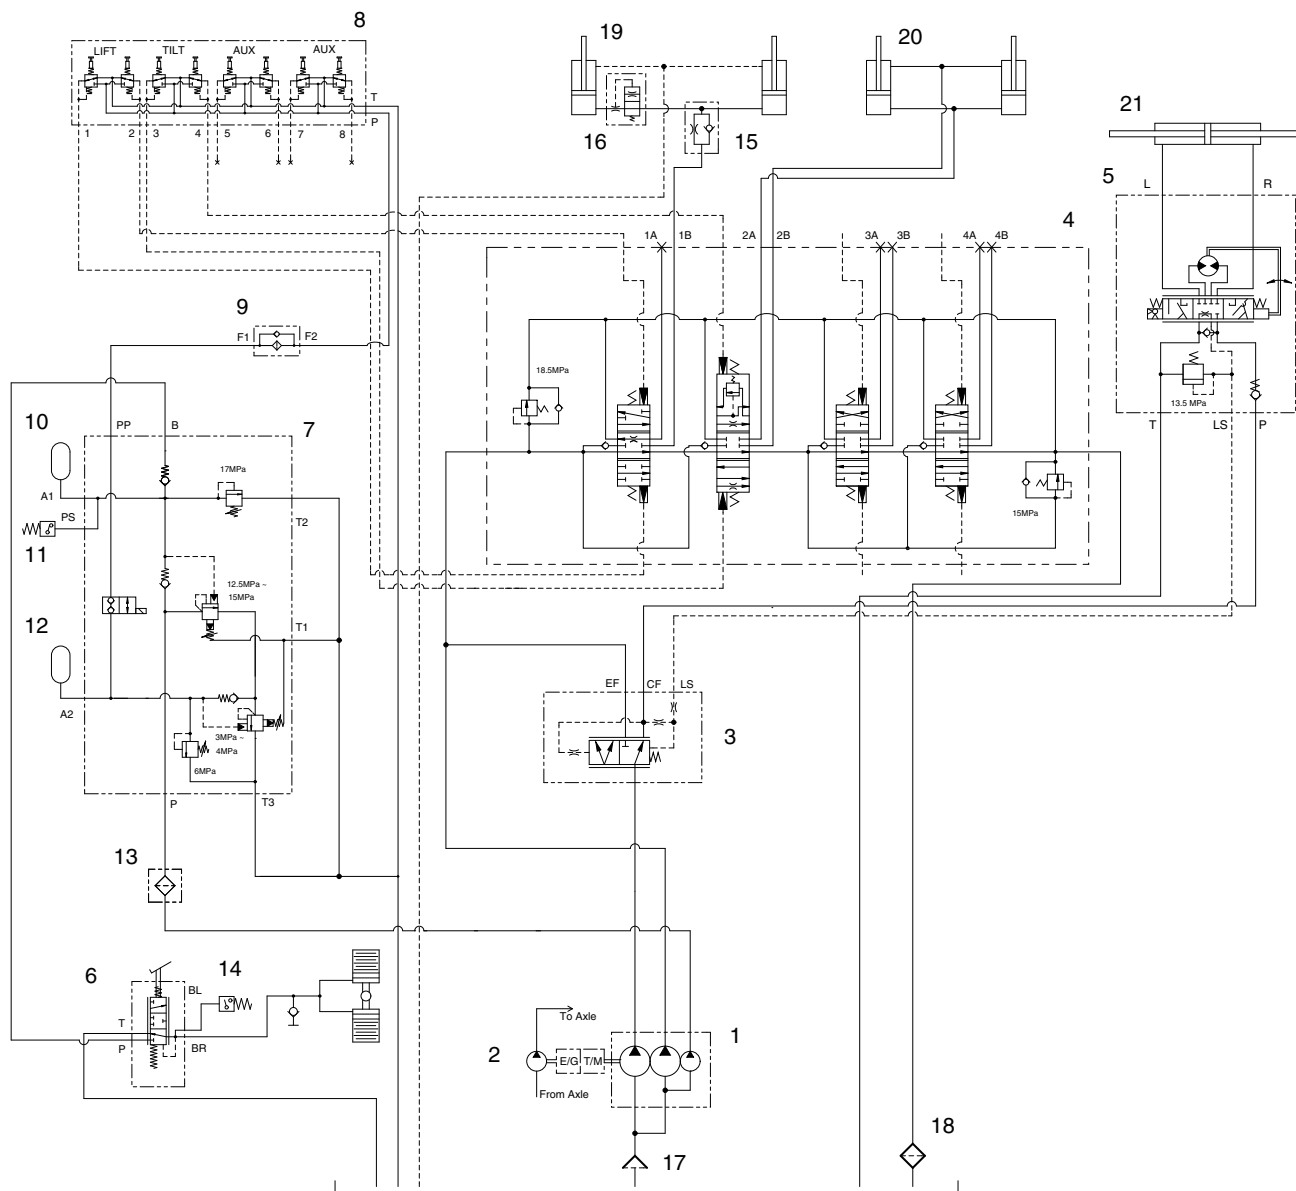 8
19
20
LIFT
TILT
AUX
AUX
T
P
1
2
3
4
5
6
7
8
16
15
21
5
L
R
4
1A
1B
2A
2B
3A
3B
4A
4B
9
F1
F2
18.5MPa
13.5 MPa
T
LS
P
10
PP
B
7
17MPa
A1
PS
T2
15MPa
11
12.5MPa ~
15MPa
12
T1
EF
CF
LS
A2
3
3MPa ~
4MPa
6MPa
P
T3
13
6
14
BL
T
P
BR
To Axle
1
2
E/G
T/M
From Axle
17
18